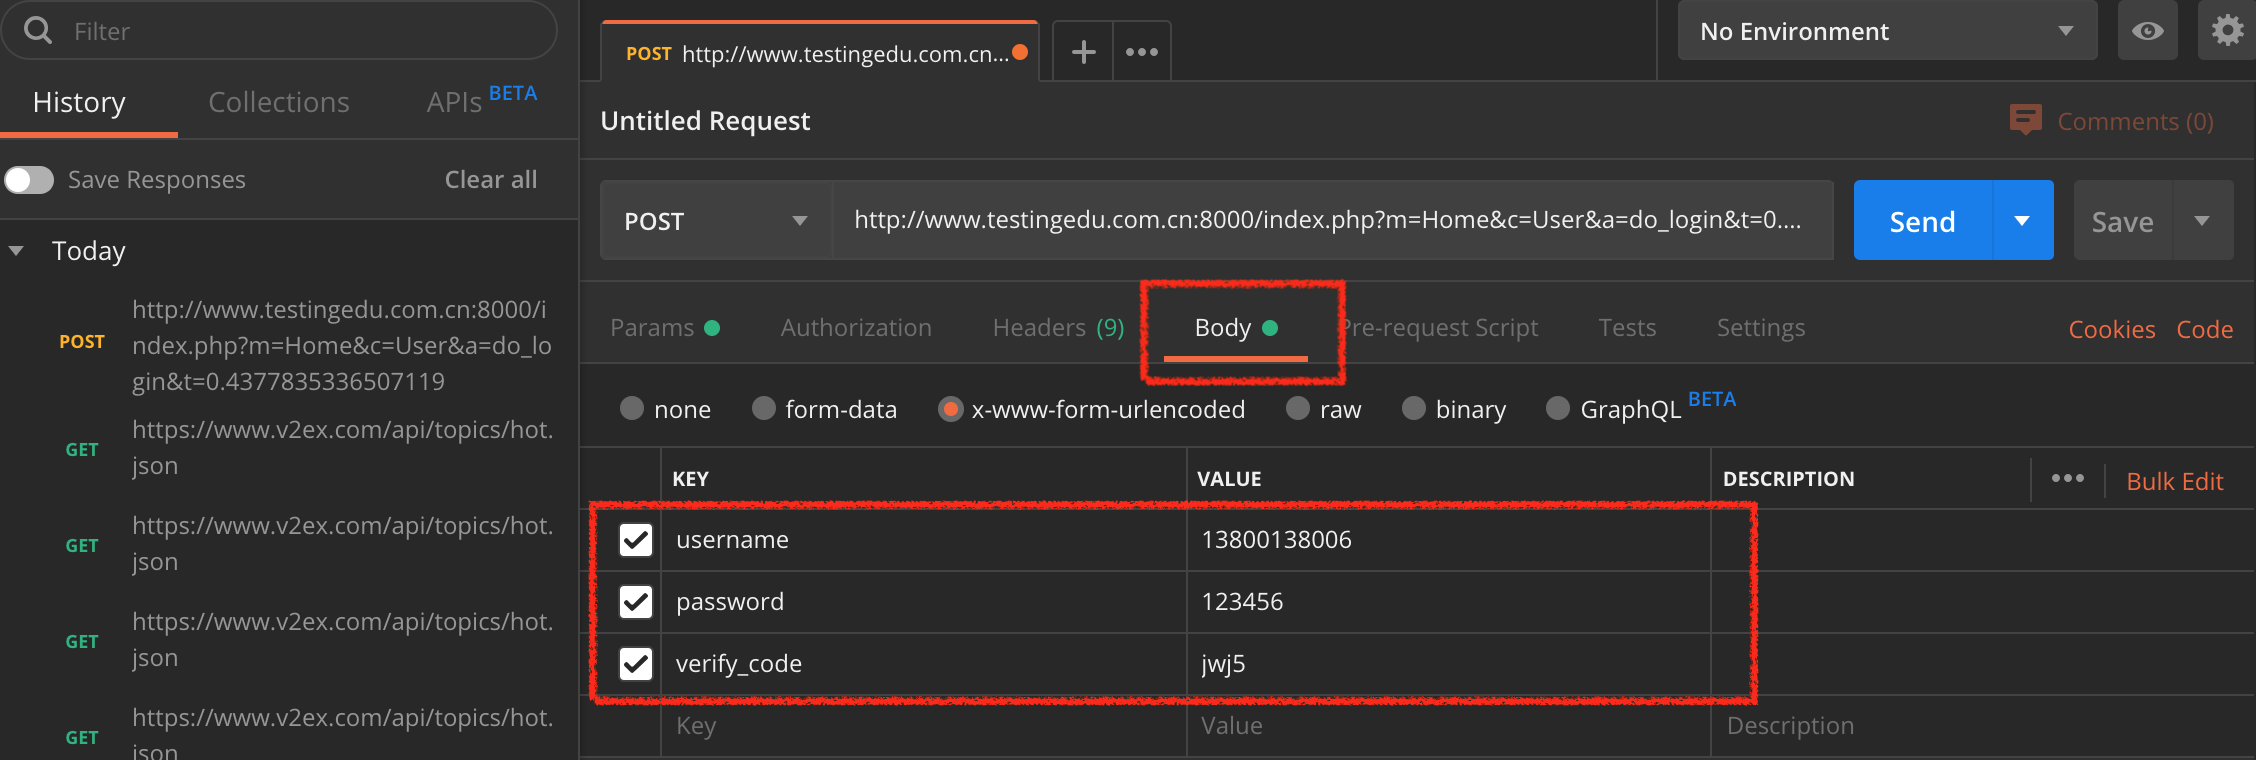 Filter
History
Collections
APIs BETA
Save Responses
Clear all
Today
POST
http://www.testingedu.com.cn:8000/i
ndex.php?m=Home&c=User&a=do_lo
gin&t=0.4377835336507119
GET
https://www.v2ex.com/api/topics/hot.
json
GET
https://www.v2ex.com/api/topics/hot.
json
GET
https://www.v2ex.com/api/topics/hot.
json
GET
https://www.v2ex.com/api/topics/hot.
json
POST http://www.testingedu.com.cn...
No Environment
Untitled Request
Comments (0)
POST
http://www.testingedu.com.cn:8000/index.php?m=Home&c=User&a=do_login&t=0....
Send
Save
Params
Authorization
Headers (9)
Body
Pre-request Script
Tests
Settings
Cookies
Code
none
form-data
x-www-form-urlencoded
raw
binary
GraphQL BETA
KEY VALUE DESCRIPTION Bulk Edit
username 13800138006
password 123456
verify_code jwj5
Key Value Description